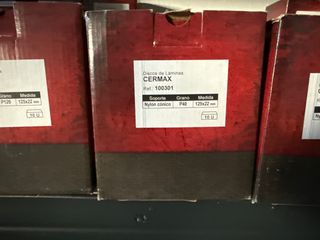 Discos de Láminas
CERMAX
Ref.: 100301
Soporte Grano Medida
Nylon cónico P40 125x22 mm
10 U.
Grano Medida
P120 125x22 mm
10 U.